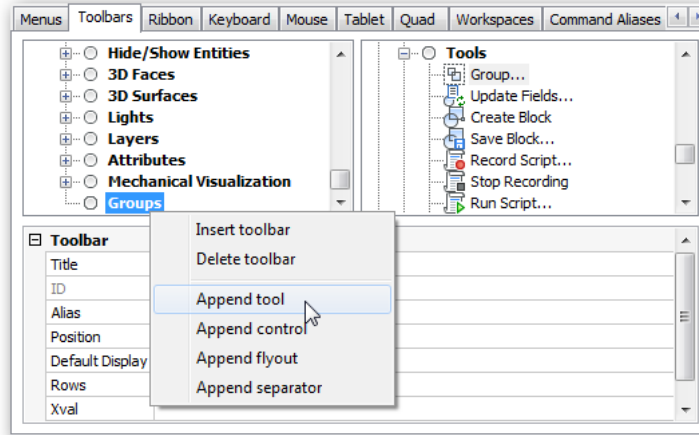 Menus Toolbars Ribbon Keyboard Mouse Tablet Quad Workspaces Command Aliases
Hide/Show Entities
3D Faces
3D Surfaces
Lights
Layers
Attributes
Mechanical Visualization
Groups
Tools
Group...
Update Fields...
Create Block
Save Block...
Record Script...
Stop Recording
Run Script...
Insert toolbar
Delete toolbar
Append tool
Append control
Append flyout
Append separator
Toolbar
Title
ID
Alias
Position
Default Display
Rows
Xval